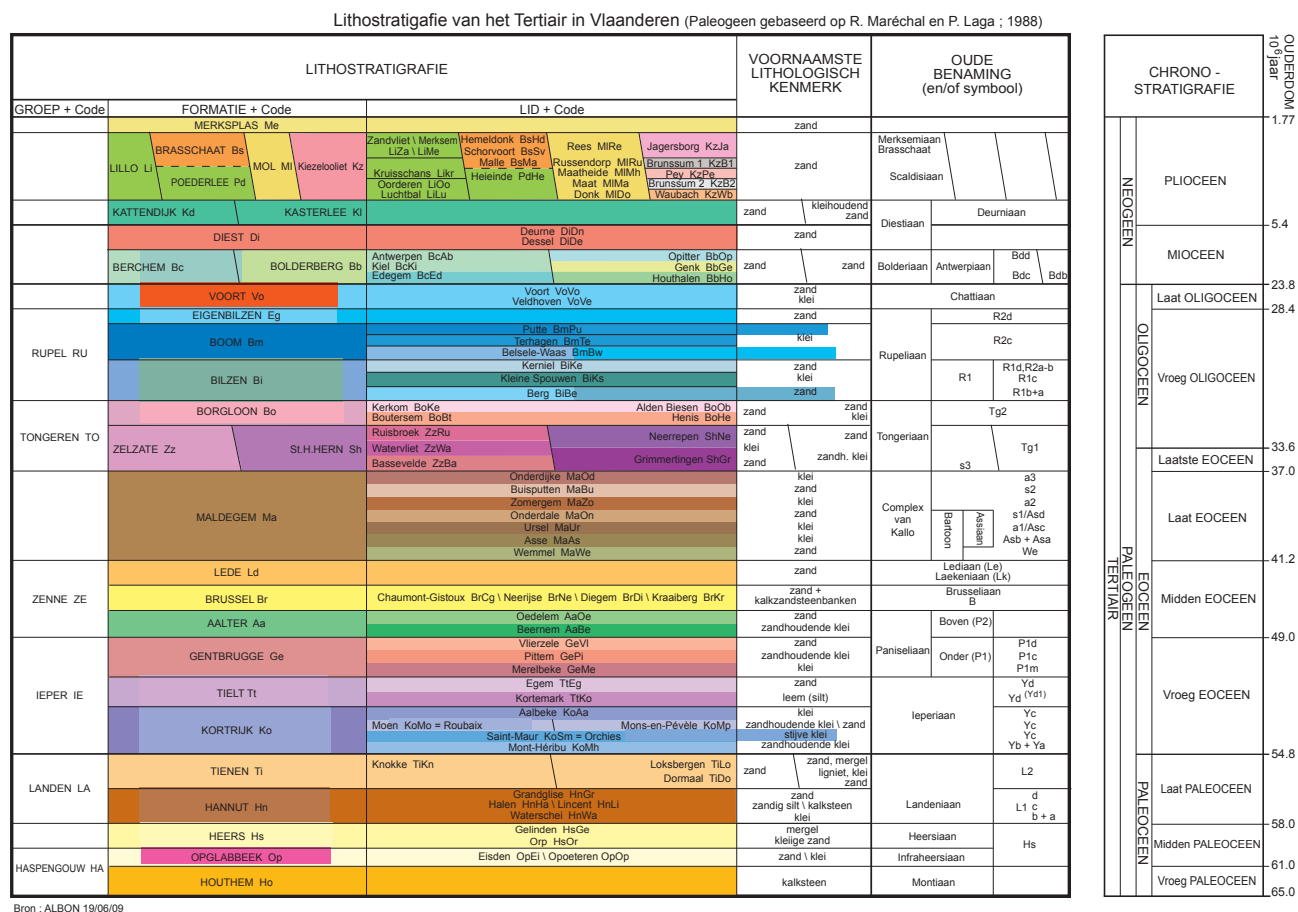 Lithostratigafie van het Tertiair in Vlaanderen (Paleogeen gebaseerd op R. Maréchal en P. Laga ; 1988)
LITHOSTRATIGRAFIE
VOORNAAMSTE
LITHOLOGISCH
KENMERK
OUDE
BENAMING
(en/of symbool)
GROEP + Code
FORMATIE + Code
LID + Code
MERKSPLAS Me
zand
LILLO Li
BRASSCHAAT Bs
POEDERLEE Pd
MOL Ml
Kiezelooliet Kz
Zandvliet \ Merksem
LiZa \ LiMe
Kruisschans Likr
Oorderen LiOo
Luchtbal LiLu
Hemeldonk BsHd
Schorvoort BsSv
Malle BsMa
Heieinde PdHe
Rees MlRe
Russendorp MlRu
Maatheide MlMh
Maat MlMa
Donk MlDo
Jagersborg KzJa
Brunssum 1 KzB1
Pey KzPe
Brunssum 2 KzB2
Waubach KzWb
zand
Merksemiaan
Brasschaat
Scaldisiaan
KATTENDIJK Kd
KASTERLEE Kl
zand
kleihoudend
zand
Diestiaan
Deurniaan
DIEST Di
Deurne DiDn
Dessel DiDe
zand
BERCHEM Bc
BOLDERBERG Bb
Antwerpen BcAb
Kiel BcKi
Edegem BcEd
Opitter BbOp
Genk BbGe
Houthalen BbHo
zand
zand
Bolderiaan
Antwerpiaan
Bdd
Bdc
Bdb
VOORT Vo
Voort VoVo
Veldhoven VoVe
zand
klei
Chattiaan
RUPEL RU
EIGENBILZEN Eg
zand
Rupeliaan
R2d
BOOM Bm
Putte BmPu
Terhagen BmTe
Belsele-Waas BmBw
klei
R2c
BILZEN Bi
Kerniel BiKe
Kleine Spouwen BiKs
Berg BiBe
zand
klei
zand
R1
R1d,R2a-b
R1c
R1b+a
TONGEREN TO
BORGLOON Bo
Kerkom BoKe
Boutersem BoBt
Alden Biesen BoOb
Henis BoHe
zand
zand
klei
Tongeriaan
Tg2
ZELZATE Zz
St.H.HERN Sh
Ruisbroek ZzRu
Watervliet ZzWa
Bassevelde ZzBa
Neerrepen ShNe
Grimmertingen ShGr
zand
klei
zand
zand
zandh. klei
s3
Tg1
MALDEGEM Ma
Onderdijke MaOd
Buisputten MaBu
Zomergem MaZo
Onderdale MaOn
Ursel MaUr
Asse MaAs
Wemmel MaWe
klei
zand
klei
zand
klei
klei
zand
Complex
van
Kallo
Bartoon
Assiaan
a3
s2
a2
s1/Asd
a1/Asc
Asb + Asa
We
ZENNE ZE
LEDE Ld
zand
Lediaan (Le)
Laekeniaan (Lk)
BRUSSEL Br
Chaumont-Gistoux BrCg \ Neerijse BrNe \ Diegem BrDi \ Kraaiberg BrKr
zand +
kalkzandsteenbanken
Brusseliaan
B
AALTER Aa
Oedelem AaOe
Beernem AaBe
zand
zandhoudende klei
Paniseliaan
Boven (P2)
IEPER IE
GENTBRUGGE Ge
Vlierzele GeVl
Pittem GePi
Merelbeke GeMe
zand
zandhoudende klei
klei
Onder (P1)
P1d
P1c
P1m
TIELT Tt
Egem TtEg
Kortemark TtKo
zand
leem (silt)
Ieperiaan
Yd
Yd (Yd1)
KORTRIJK Ko
Aalbeke KoAa
Moen KoMo = Roubaix
Mons-en-Pévèle KoMp
Saint-Maur KoSm = Orchies
Mont-Héribu KoMh
klei
zandhoudende klei \ zand
stijve klei
zandhoudende klei
Yc
Yc
Yc
Yb + Ya
LANDEN LA
TIENEN Ti
Knokke TiKn
Loksbergen TiLo
Dormaal TiDo
zand
zand, mergel
ligniet, klei
zand
Landeniaan
L2
HANNUT Hn
Grandglise HnGr
Halen HnHa \ Lincent HnLi
Waterschei HnWa
zand
zandig silt \ kalksteen
klei
L1
d
c
b + a
HEERS Hs
Gelinden HsGe
Orp HsOr
mergel
kleiige zand
Heersiaan
Hs
HASPENGOUW HA
OPGLABBEEK Op
Eisden OpEi \ Opoeteren OpOp
zand \ klei
Infraheersiaan
HOUTHEM Ho
kalksteen
Montiaan
CHRONO -
STRATIGRAFIE
OUDERDOM
10⁶ jaar
TERTIAIR
NEOGEEN
PALEOGEEN
OLIGOCEEN
EOCEEN
PALEOCEEN
1.77
PLIOCEEN
5.4
MIOCEEN
23.8
Laat OLIGOCEEN
28.4
Vroeg OLIGOCEEN
33.6
Laatste EOCEEN
37.0
Laat EOCEEN
41.2
Midden EOCEEN
49.0
Vroeg EOCEEN
54.8
Laat PALEOCEEN
58.0
Midden PALEOCEEN
61.0
Vroeg PALEOCEEN
65.0
Bron : ALBON 19/06/09